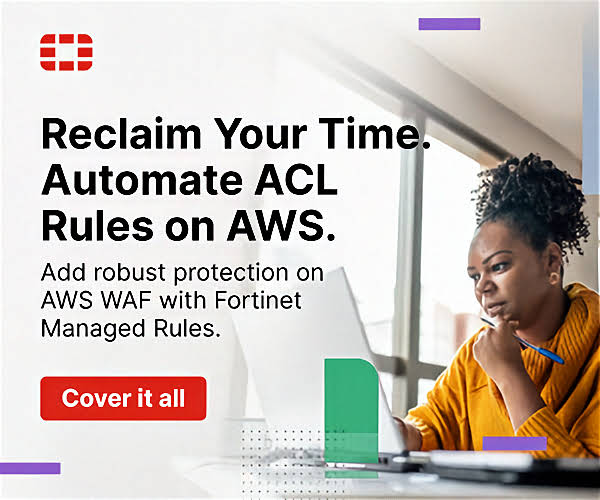 Reclaim Your Time.
Automate ACL
Rules on AWS.
Add robust protection on
AWS WAF with Fortinet
Managed Rules.
Cover it all